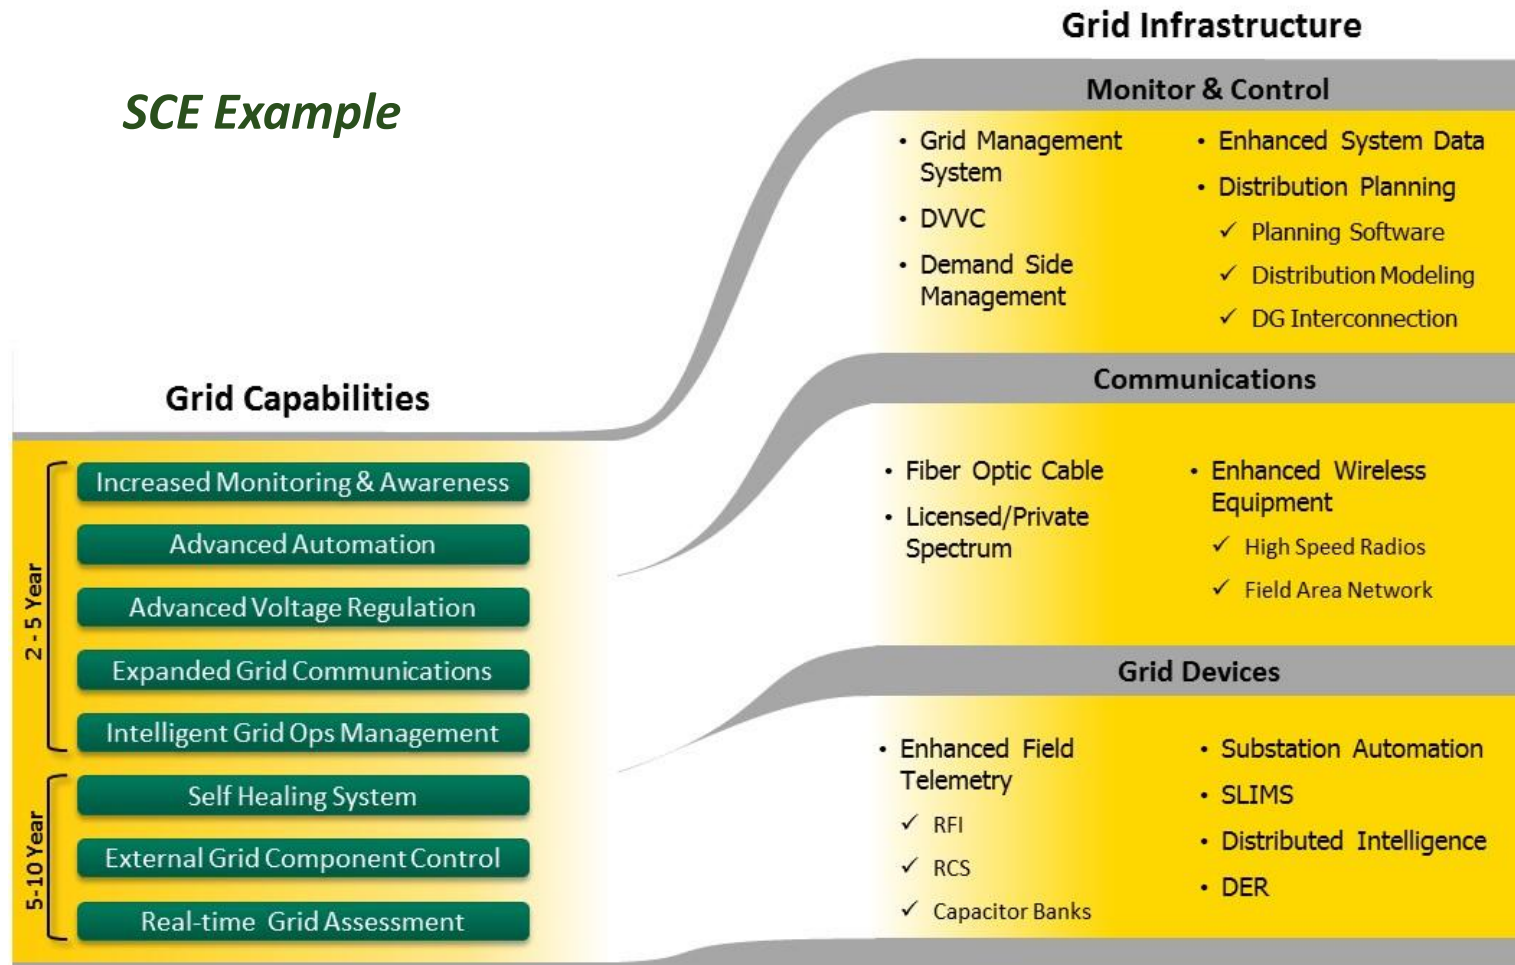 SCE Example
Grid Capabilities
2 - 5 Year
Increased Monitoring & Awareness
Advanced Automation
Advanced Voltage Regulation
Expanded Grid Communications
Intelligent Grid Ops Management
5-10 Year
Self Healing System
External Grid Component Control
Real-time Grid Assessment
Grid Infrastructure
Monitor & Control
• Grid Management
System
• DVVC
• Demand Side
Management
• Enhanced System Data
• Distribution Planning
✓ Planning Software
✓ Distribution Modeling
✓ DG Interconnection
Communications
• Fiber Optic Cable
• Licensed/Private
Spectrum
• Enhanced Wireless
Equipment
✓ High Speed Radios
✓ Field Area Network
Grid Devices
• Enhanced Field
Telemetry
✓ RFI
✓ RCS
✓ Capacitor Banks
• Substation Automation
• SLIMS
• Distributed Intelligence
• DER